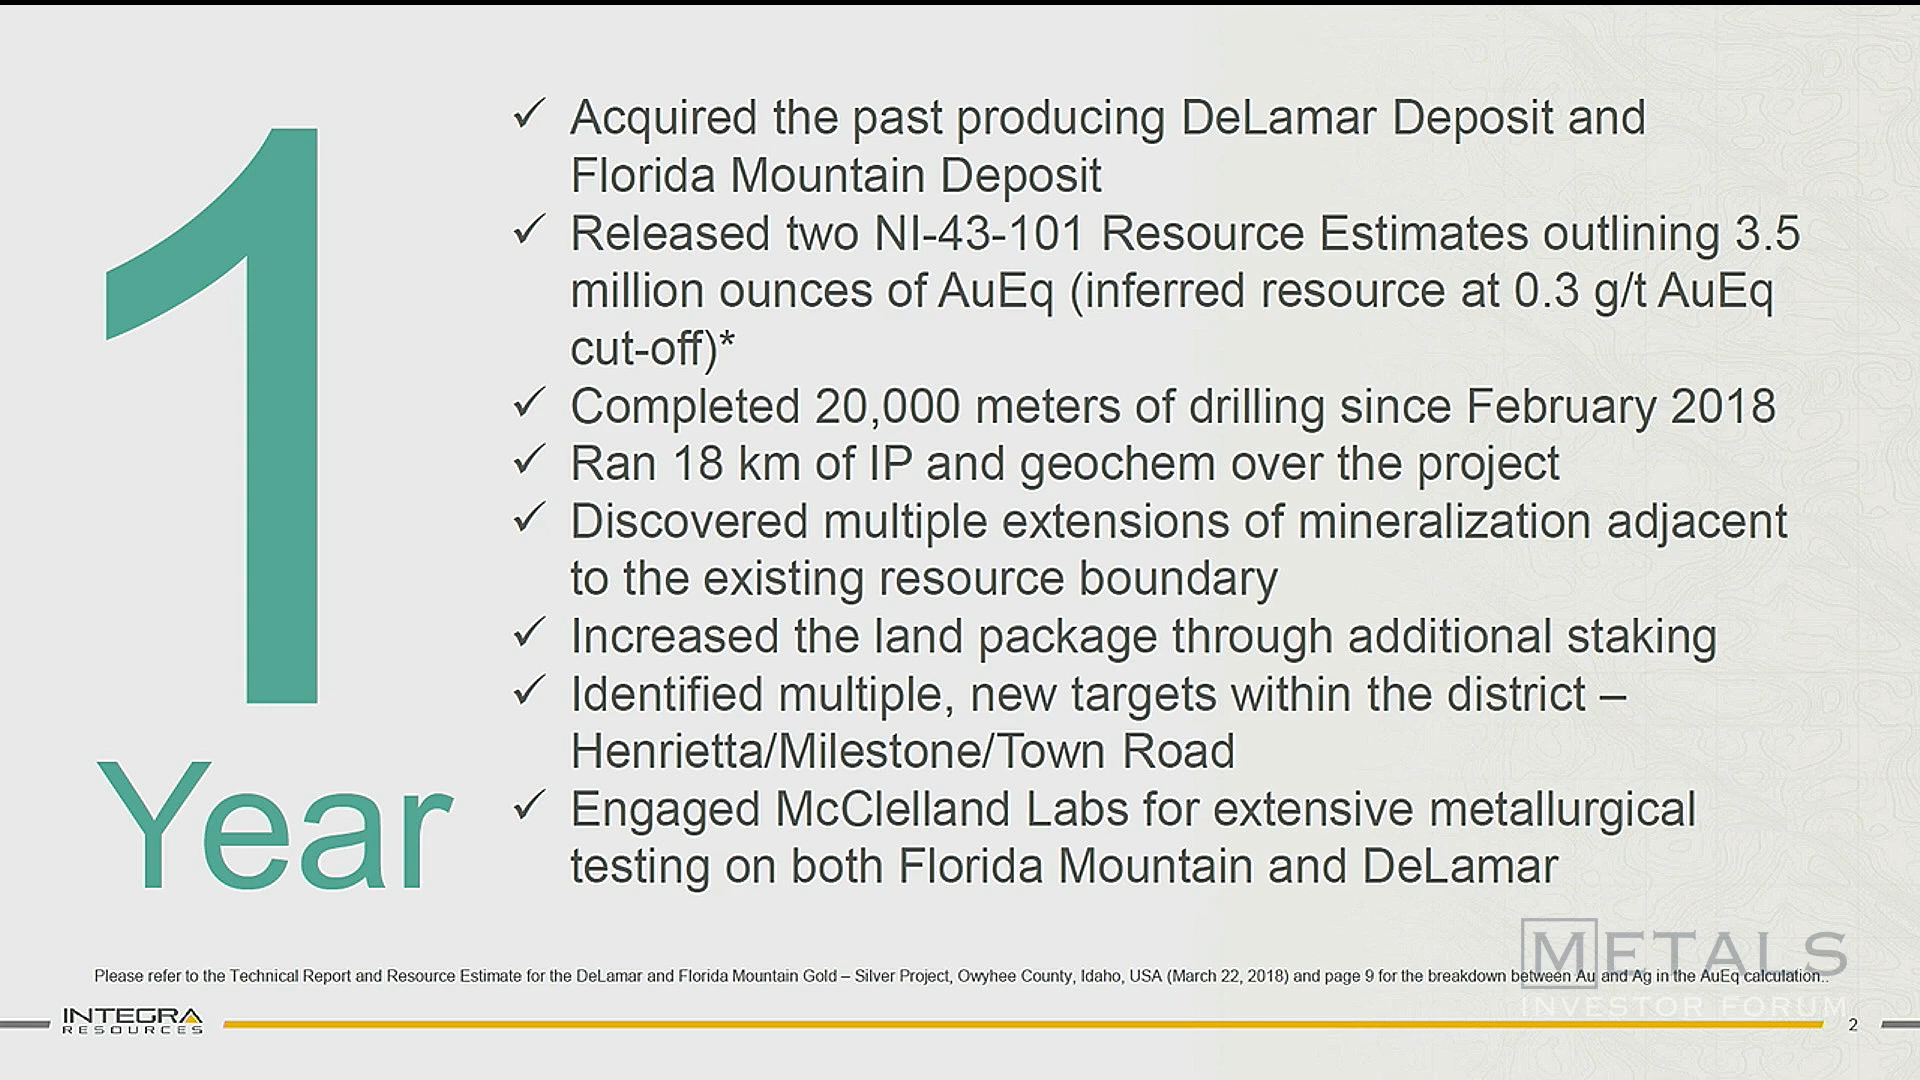 1
Year
✓ Acquired the past producing DeLamar Deposit and
Florida Mountain Deposit
✓ Released two NI-43-101 Resource Estimates outlining 3.5
million ounces of AuEq (inferred resource at 0.3 g/t AuEq
cut-off)*
✓ Completed 20,000 meters of drilling since February 2018
✓ Ran 18 km of IP and geochem over the project
✓ Discovered multiple extensions of mineralization adjacent
to the existing resource boundary
✓ Increased the land package through additional staking
✓ Identified multiple, new targets within the district –
Henrietta/Milestone/Town Road
✓ Engaged McClelland Labs for extensive metallurgical
testing on both Florida Mountain and DeLamar
METALS
INVESTOR FORUM
Please refer to the Technical Report and Resource Estimate for the DeLamar and Florida Mountain Gold – Silver Project, Owyhee County, Idaho, USA (March 22, 2018) and page 9 for the breakdown between Au and Ag in the AuEq calculation..
INTEGRA
RESOURCES
2